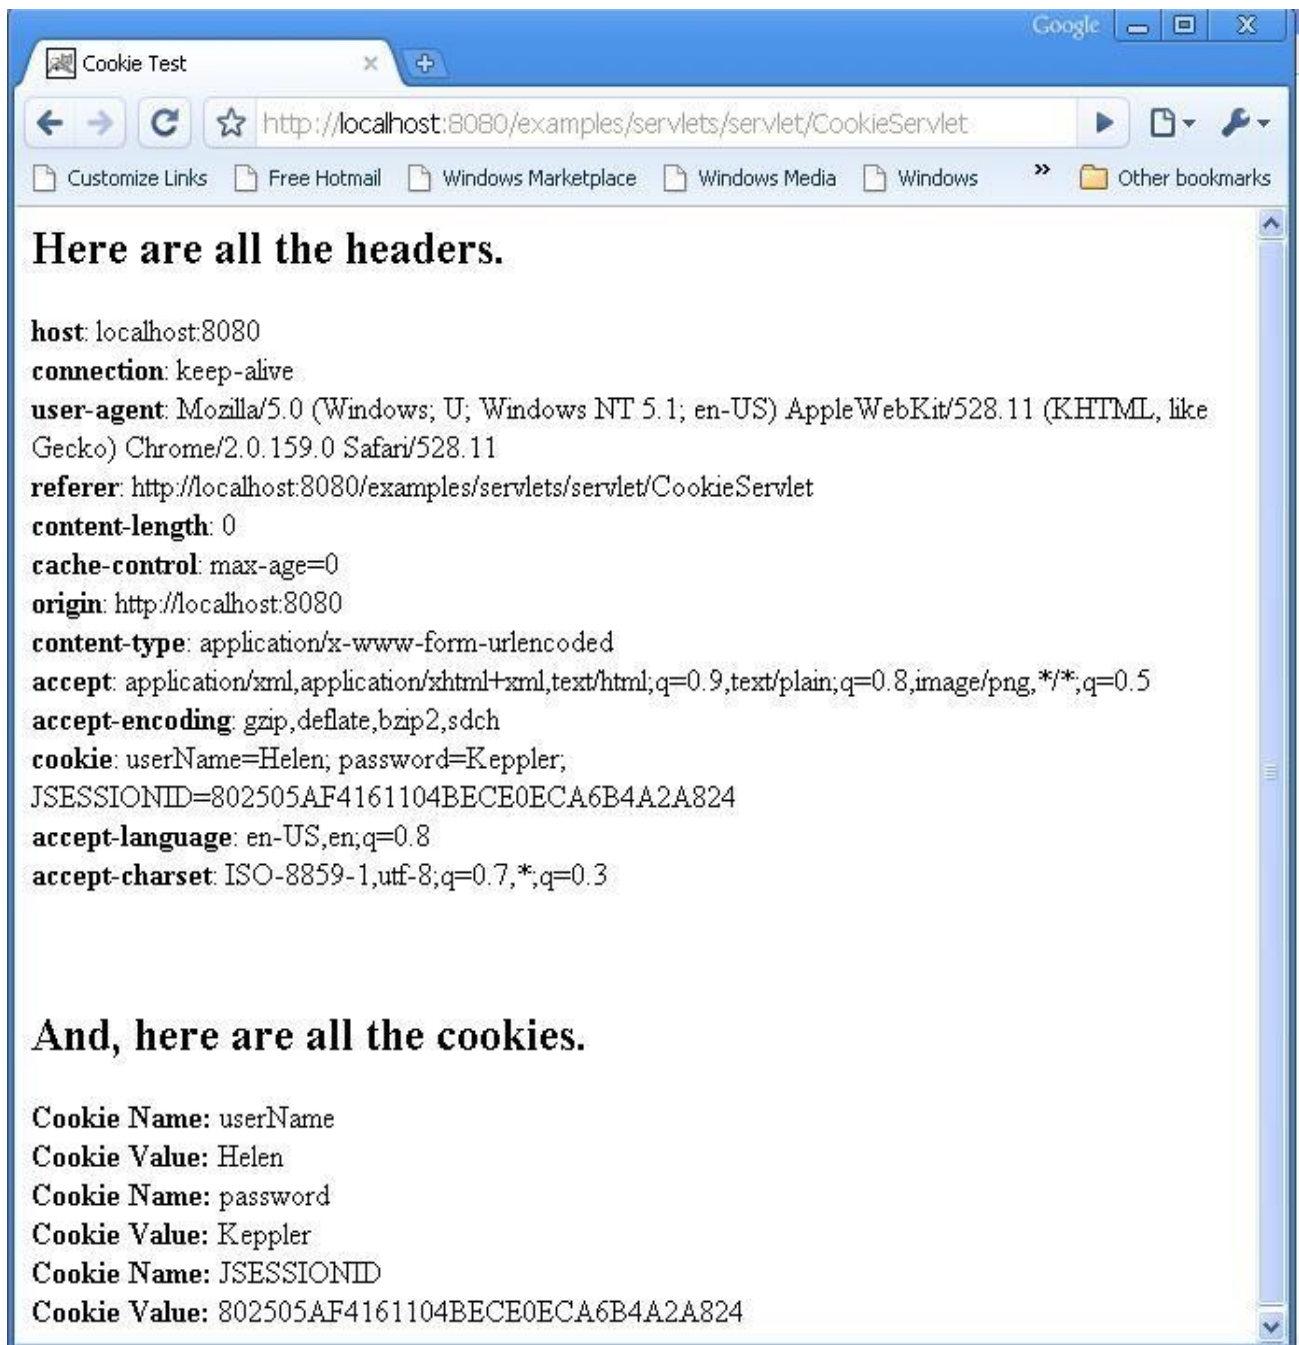 Google
Cookie Test
http://localhost:8080/examples/servlets/servlet/CookieServlet
Customize Links Free Hotmail Windows Marketplace Windows Media Windows » Other bookmarks
Here are all the headers.
host: localhost:8080
connection: keep-alive
user-agent: Mozilla/5.0 (Windows; U; Windows NT 5.1; en-US) AppleWebKit/528.11 (KHTML, like
Gecko) Chrome/2.0.159.0 Safari/528.11
referer: http://localhost:8080/examples/servlets/servlet/CookieServlet
content-length: 0
cache-control: max-age=0
origin: http://localhost:8080
content-type: application/x-www-form-urlencoded
accept: application/xml,application/xhtml+xml,text/html;q=0.9,text/plain;q=0.8,image/png,*/*;q=0.5
accept-encoding: gzip,deflate,bzip2,sdch
cookie: userName=Helen; password=Keppler;
JSESSIONID=802505AF4161104BECE0ECA6B4A2A824
accept-language: en-US,en;q=0.8
accept-charset: ISO-8859-1,utf-8;q=0.7,*;q=0.3
And, here are all the cookies.
Cookie Name: userName
Cookie Value: Helen
Cookie Name: password
Cookie Value: Keppler
Cookie Name: JSESSIONID
Cookie Value: 802505AF4161104BECE0ECA6B4A2A824